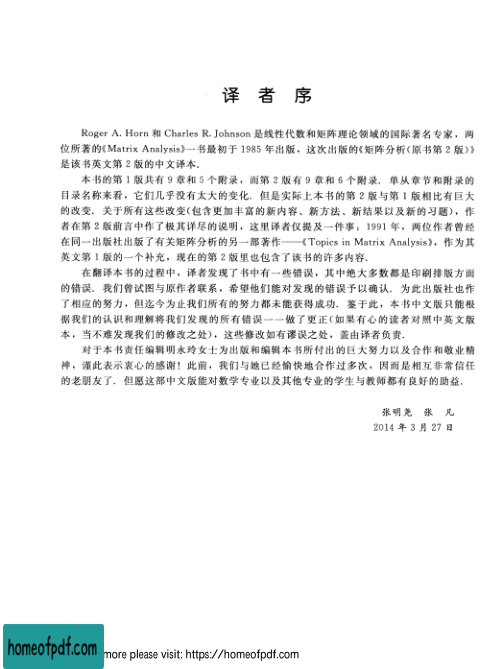 译 者 序
Roger A. Horn 和 Charles R. Johnson 是线性代数和矩阵理论领域的国际著名专家，两
位所著的《Matrix Analysis》一书最初于 1985 年出版，这次出版的《矩阵分析(原书第 2 版)》
是该书英文第 2 版的中文译本．
本书的第 1 版共有 9 章和 5 个附录，而第 2 版有 9 章和 6 个附录．单从章节和附录的
目录名称来看，它们几乎没有太大的变化．但是实际上本书的第 2 版与第 1 版相比有巨大
的改变．关于所有这些改变(包含更加丰富的新内容、新方法、新结果以及新的习题)，作
者在第 2 版前言中作了极其详尽的说明，这里译者仅提及一件事：1991 年，两位作者曾经
在同一出版社出版了有关矩阵分析的另一部著作——《Topics in Matrix Analysis》，作为其
英文第 1 版的一个补充，现在的第 2 版里也包含了该书的许多内容．
在翻译本书的过程中，译者发现了书中有一些错误，其中绝大多数都是印刷排版方面
的错误．我们曾试图与原作者联系，希望他们能对发现的错误予以确认．为此出版社也作
了相应的努力，但迄今为止我们所有的努力都未能获得成功．鉴于此，本书中文版只能根
据我们的认识和理解将我们发现的所有错误一一做了更正(如果有心的读者对照中英文版
本，当不难发现我们的修改之处)，这些修改如有谬误之处，盖由译者负责．
对于本书责任编辑明永玲女士为出版和编辑本书所付出的巨大努力以及合作和敬业精
神，谨此表示衷心的感谢！此前，我们与她已经愉快地合作过多次，因而是相互非常信任
的老朋友了．但愿这部中文版能对数学专业以及其他专业的学生与教师都有良好的助益．
张明尧 张 凡
2014 年 3 月 27 日
homeofpdf.com
more please visit: https://homeofpdf.com